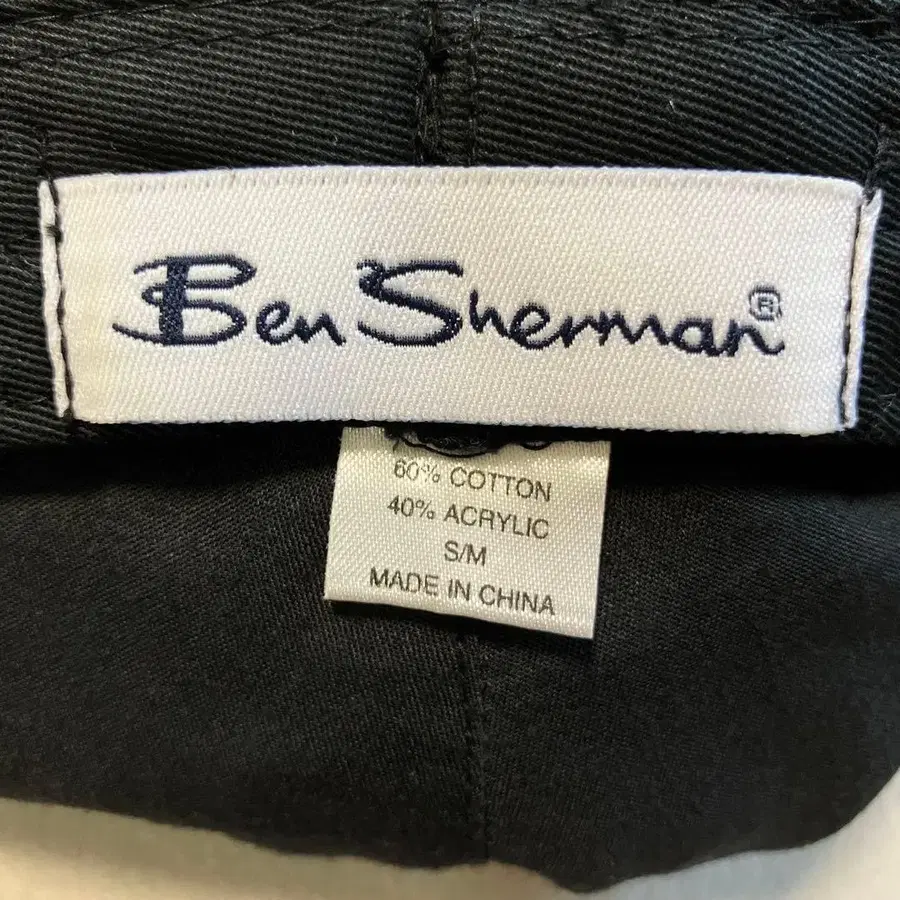 Ben Sherman®
60% COTTON
40% ACRYLIC
S/M
MADE IN CHINA